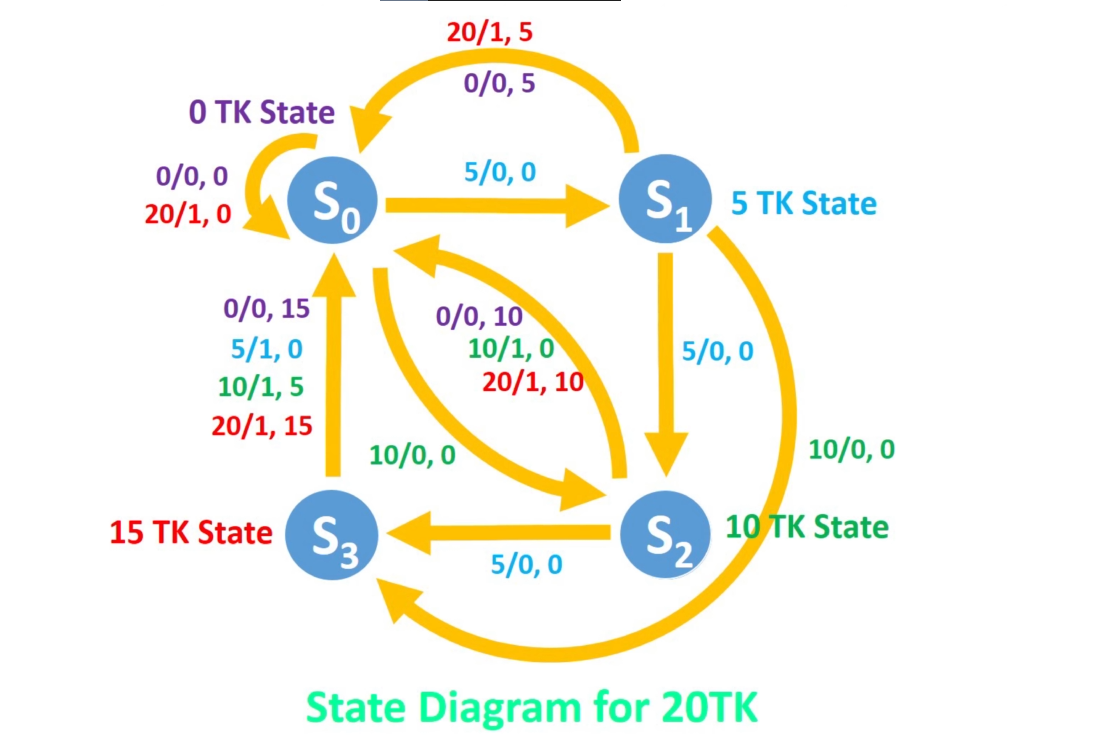 20/1, 5
0/0, 5
0 TK State
0/0, 0
20/1, 0
S0
5/0, 0
S1
5 TK State
0/0, 15
5/1, 0
10/1, 5
20/1, 15
0/0, 10
10/1, 0
20/1, 10
5/0, 0
10/0, 0
10/0, 0
15 TK State
S3
5/0, 0
S2
10 TK State
State Diagram for 20TK